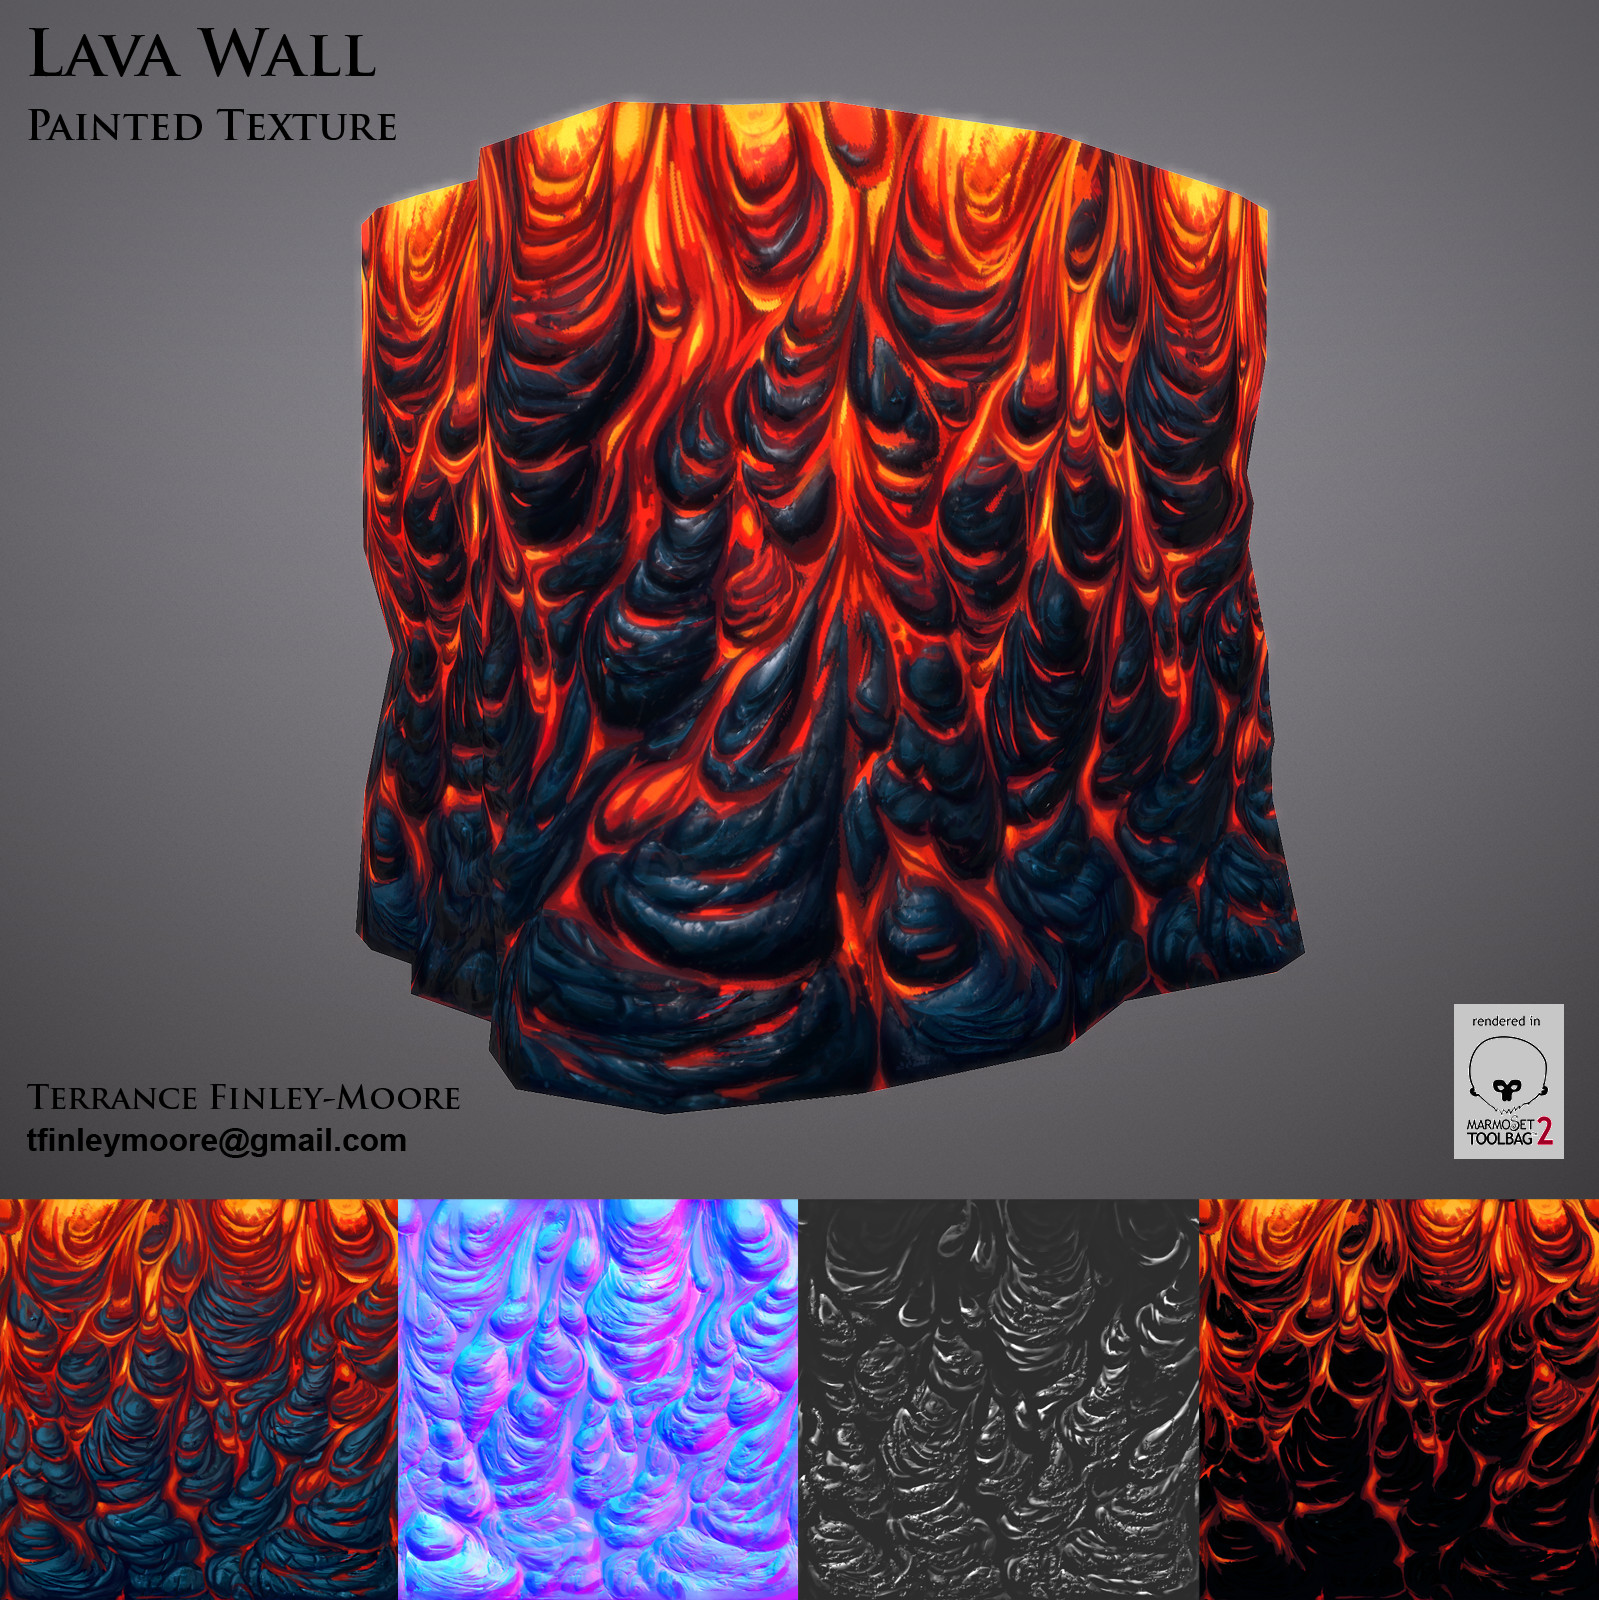 Lava Wall
Painted Texture
Terrance Finley-Moore
tfinleymoore@gmail.com
rendered in
MARMOSET
TOOLBAG 2